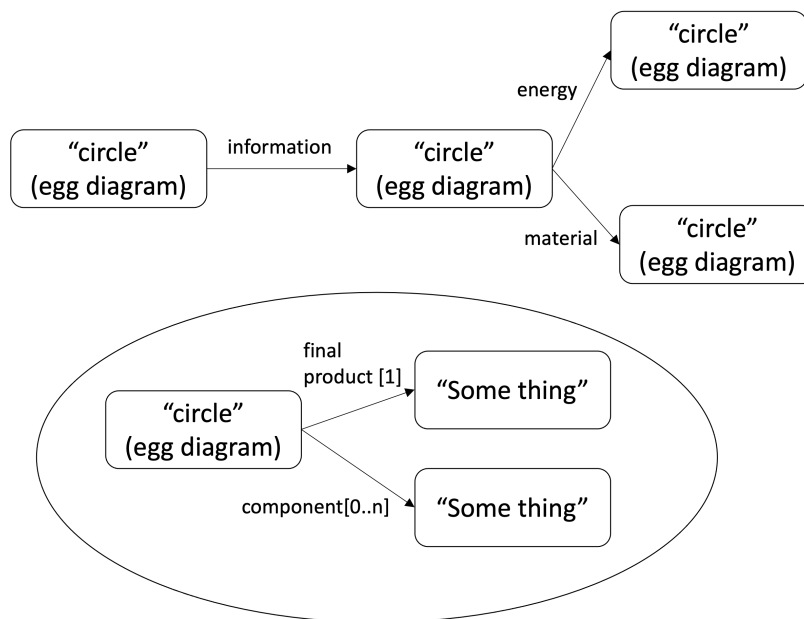 “circle”
(egg diagram)
energy
“circle”
(egg diagram)
information
“circle”
(egg diagram)
material
“circle”
(egg diagram)
final
product [1]
“Some thing”
“circle”
(egg diagram)
component[0..n]
“Some thing”